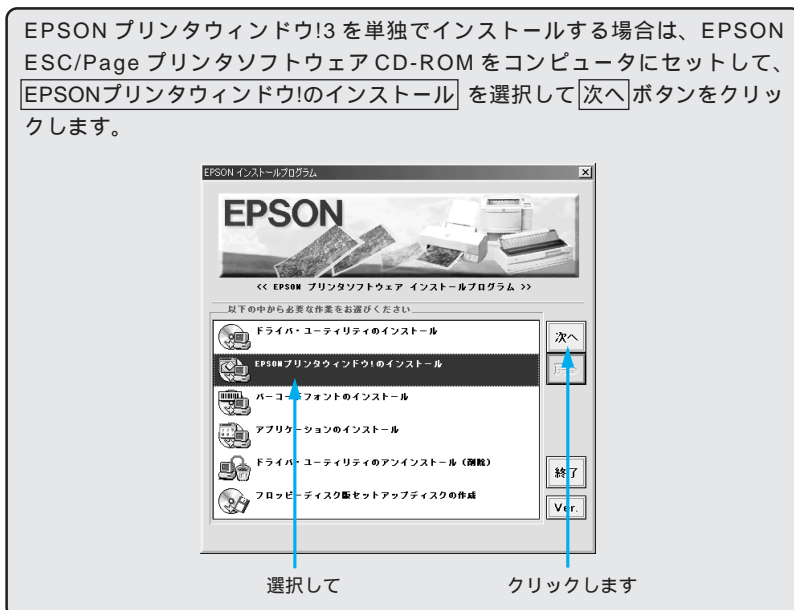 EPSON プリンタウィンドウ!3 を単独でインストールする場合は、EPSON
ESC/Page プリンタソフトウェア CD-ROM をコンピュータにセットして、
EPSONプリンタウィンドウ!のインストール を選択して 次へ ボタンをクリッ
クします。
EPSON インストールプログラム
EPSON
<< EPSON プリンタソフトウェア インストールプログラム >>
以下の中から必要な作業をお選びください
ドライバ・ユーティリティのインストール
次へ
EPSONプリンタウィンドウ!のインストール
バーコードフォントのインストール
アプリケーションのインストール
ドライバ・ユーティリティのアンインストール（削除）
終了
フロッピーディスク版セットアップディスクの作成
Ver.
選択して
クリックします